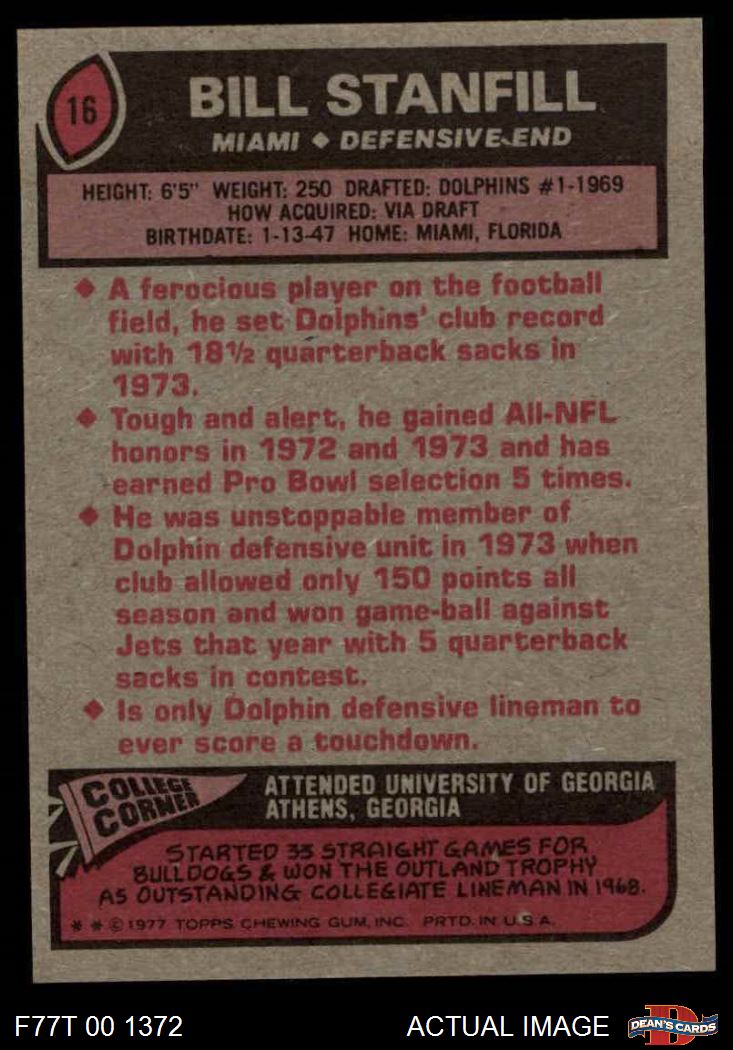 16
BILL STANFILL
MIAMI ◆ DEFENSIVE END
HEIGHT: 6'5" WEIGHT: 250 DRAFTED: DOLPHINS #1-1969
HOW ACQUIRED: VIA DRAFT
BIRTHDATE: 1-13-47 HOME: MIAMI, FLORIDA
◆ A ferocious player on the football
field, he set Dolphins' club record
with 18½ quarterback sacks in
1973.
◆ Tough and alert, he gained All-NFL
honors in 1972 and 1973 and has
earned Pro Bowl selection 5 times.
◆ He was unstoppable member of
Dolphin defensive unit in 1973 when
club allowed only 150 points all
season and won game-ball against
Jets that year with 5 quarterback
sacks in contest.
◆ Is only Dolphin defensive lineman to
ever score a touchdown.
COLLEGE
CORNER
ATTENDED UNIVERSITY OF GEORGIA
ATHENS, GEORGIA
STARTED 33 STRAIGHT GAMES FOR
BULLDOGS & WON THE OUTLAND TROPHY
AS OUTSTANDING COLLEGIATE LINEMAN IN 1968.
* * © 1977 TOPPS CHEWING GUM, INC. PRTD. IN U.S.A.
F77T 00 1372
ACTUAL IMAGE
D
DEAN'S CARDS